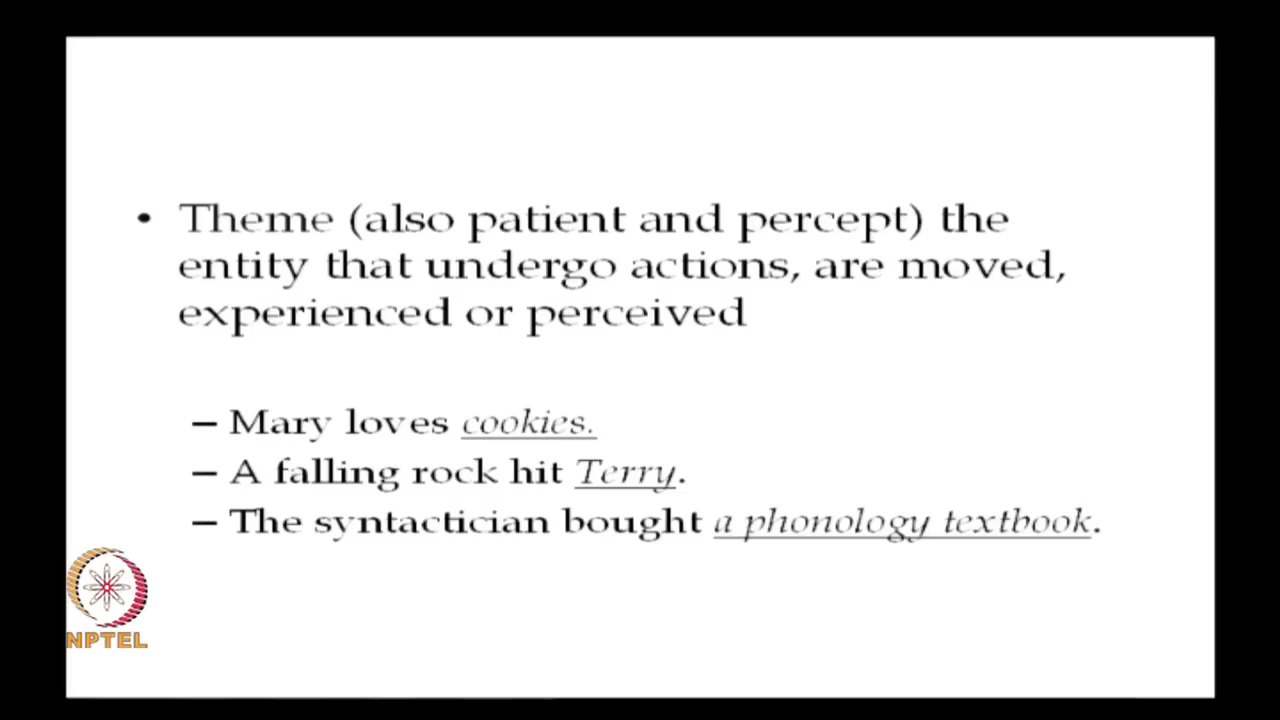 • Theme (also patient and percept) the
entity that undergo actions, are moved,
experienced or perceived
– Mary loves cookies.
– A falling rock hit Terry.
– The syntactician bought a phonology textbook.
NPTEL